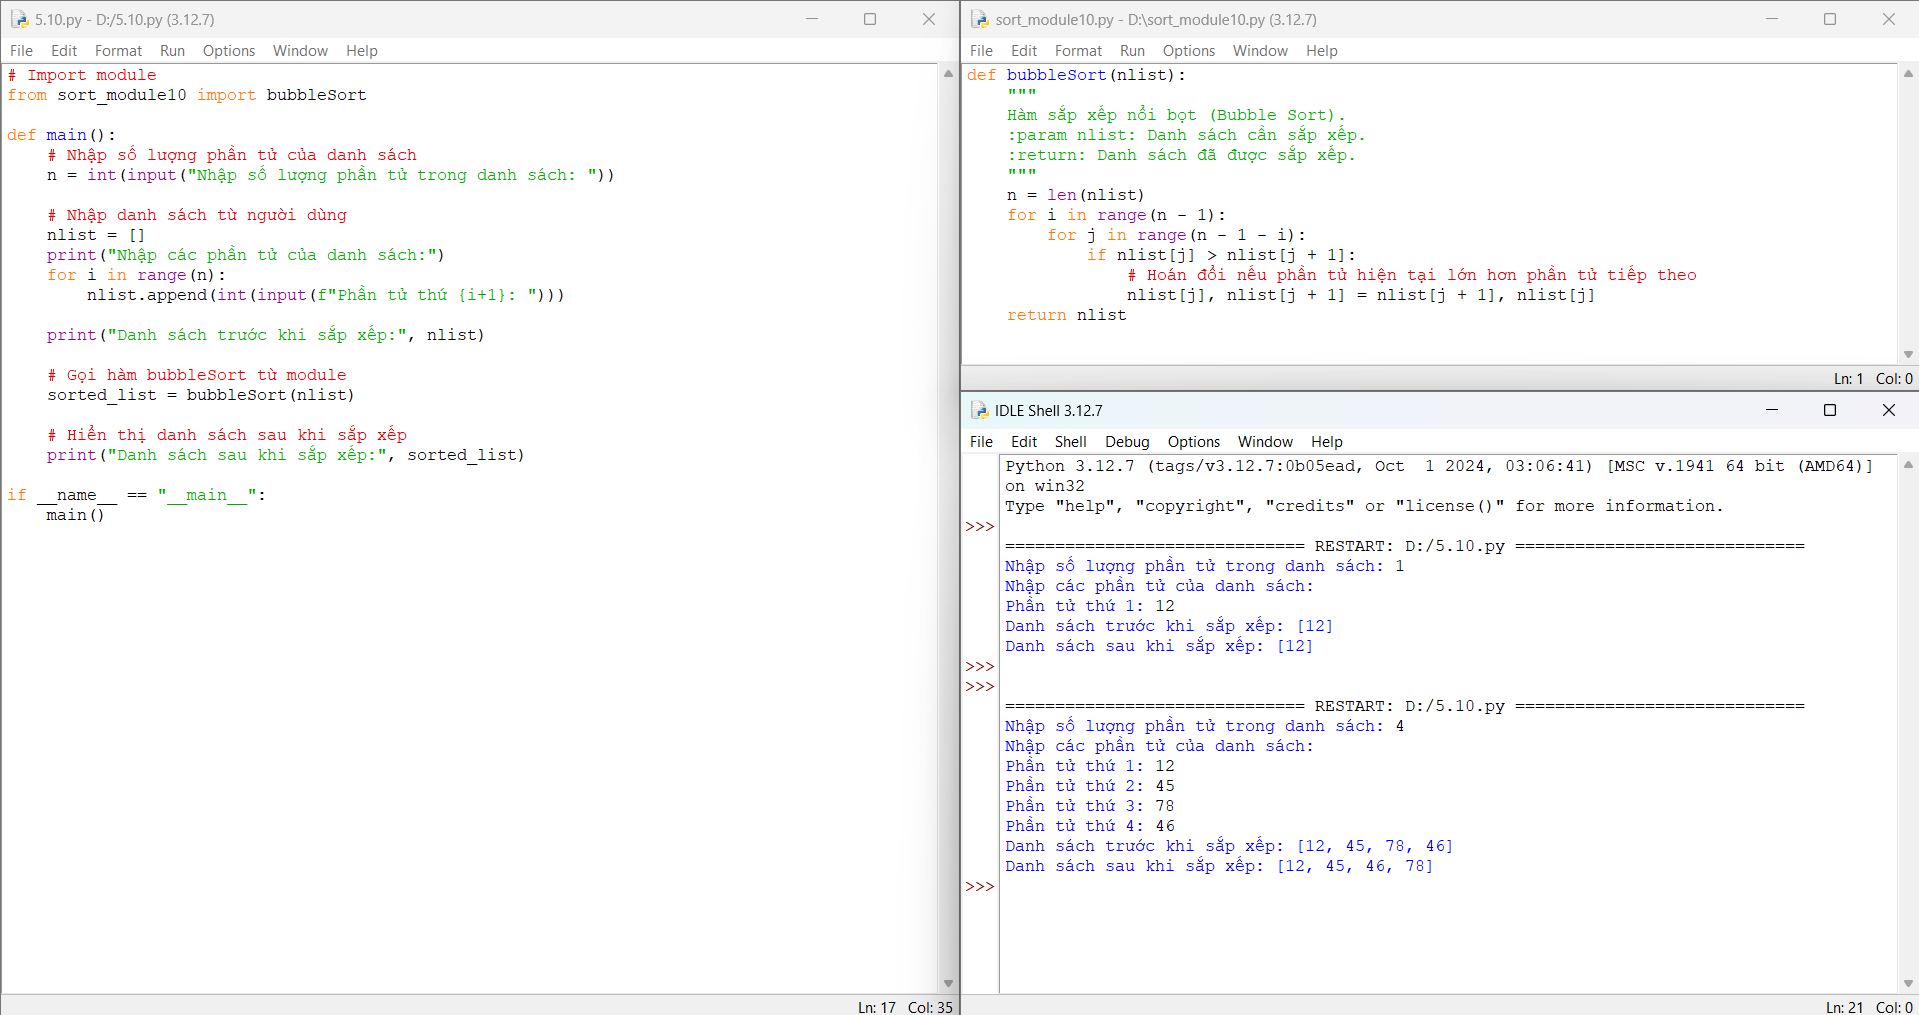 5.10.py - D:/5.10.py (3.12.7)
File Edit Format Run Options Window Help
# Import module
from sort_module10 import bubbleSort
def main():
# Nhập số lượng phần tử của danh sách
n = int(input("Nhập số lượng phần tử trong danh sách: "))
# Nhập danh sách từ người dùng
nlist = []
print("Nhập các phần tử của danh sách:")
for i in range(n):
nlist.append(int(input(f"Phần tử thứ {i+1}: ")))
print("Danh sách trước khi sắp xếp:", nlist)
# Gọi hàm bubbleSort từ module
sorted_list = bubbleSort(nlist)
# Hiển thị danh sách sau khi sắp xếp
print("Danh sách sau khi sắp xếp:", sorted_list)
if __name__ == "__main__":
main()
Ln: 17 Col: 35
sort_module10.py - D:\sort_module10.py (3.12.7)
File Edit Format Run Options Window Help
def bubbleSort(nlist):
"""
Hàm sắp xếp nổi bọt (Bubble Sort).
:param nlist: Danh sách cần sắp xếp.
:return: Danh sách đã được sắp xếp.
"""
n = len(nlist)
for i in range(n - 1):
for j in range(n - 1 - i):
if nlist[j] > nlist[j + 1]:
# Hoán đổi nếu phần tử hiện tại lớn hơn phần tử tiếp theo
nlist[j], nlist[j + 1] = nlist[j + 1], nlist[j]
return nlist
Ln: 1 Col: 0
IDLE Shell 3.12.7
File Edit Shell Debug Options Window Help
Python 3.12.7 (tags/v3.12.7:0b05ead, Oct  1 2024, 03:06:41) [MSC v.1941 64 bit (AMD64)]
on win32
Type "help", "copyright", "credits" or "license()" for more information.
>>>
============================== RESTART: D:/5.10.py =============================
Nhập số lượng phần tử trong danh sách: 1
Nhập các phần tử của danh sách:
Phần tử thứ 1: 12
Danh sách trước khi sắp xếp: [12]
Danh sách sau khi sắp xếp: [12]
>>>
>>>
============================== RESTART: D:/5.10.py =============================
Nhập số lượng phần tử trong danh sách: 4
Nhập các phần tử của danh sách:
Phần tử thứ 1: 12
Phần tử thứ 2: 45
Phần tử thứ 3: 78
Phần tử thứ 4: 46
Danh sách trước khi sắp xếp: [12, 45, 78, 46]
Danh sách sau khi sắp xếp: [12, 45, 46, 78]
>>>
Ln: 21 Col: 0